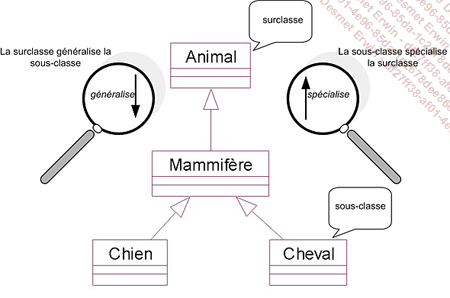 surclasse
La surclasse généralise la
sous-classe
La sous-classe spécialise
la surclasse
Animal
généralise
spécialise
Mammifère
sous-classe
Chien
Cheval